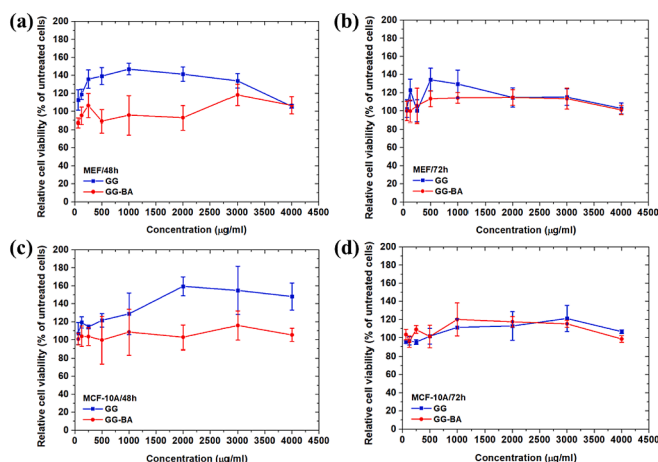 (a)
Relative cell viability (% of untreated cells)
200
180
160
140
120
100
80
60
40
20
0
MEF/48h
GG
GG-BA
0 500 1000 1500 2000 2500 3000 3500 4000 4500
Concentration (μg/ml)
(b)
Relative cell viability (% of untreated cells)
200
180
160
140
120
100
80
60
40
20
0
MEF/72h
GG
GG-BA
0 500 1000 1500 2000 2500 3000 3500 4000 4500
Concentration (μg/ml)
(c)
Relative cell viability (% of untreated cells)
200
180
160
140
120
100
80
60
40
20
0
MCF-10A/48h
GG
GG-BA
0 500 1000 1500 2000 2500 3000 3500 4000 4500
Concentration (μg/ml)
(d)
Relative cell viability (% of untreated cells)
200
180
160
140
120
100
80
60
40
20
0
MCF-10A/72h
GG
GG-BA
0 500 1000 1500 2000 2500 3000 3500 4000 4500
Concentration (μg/ml)